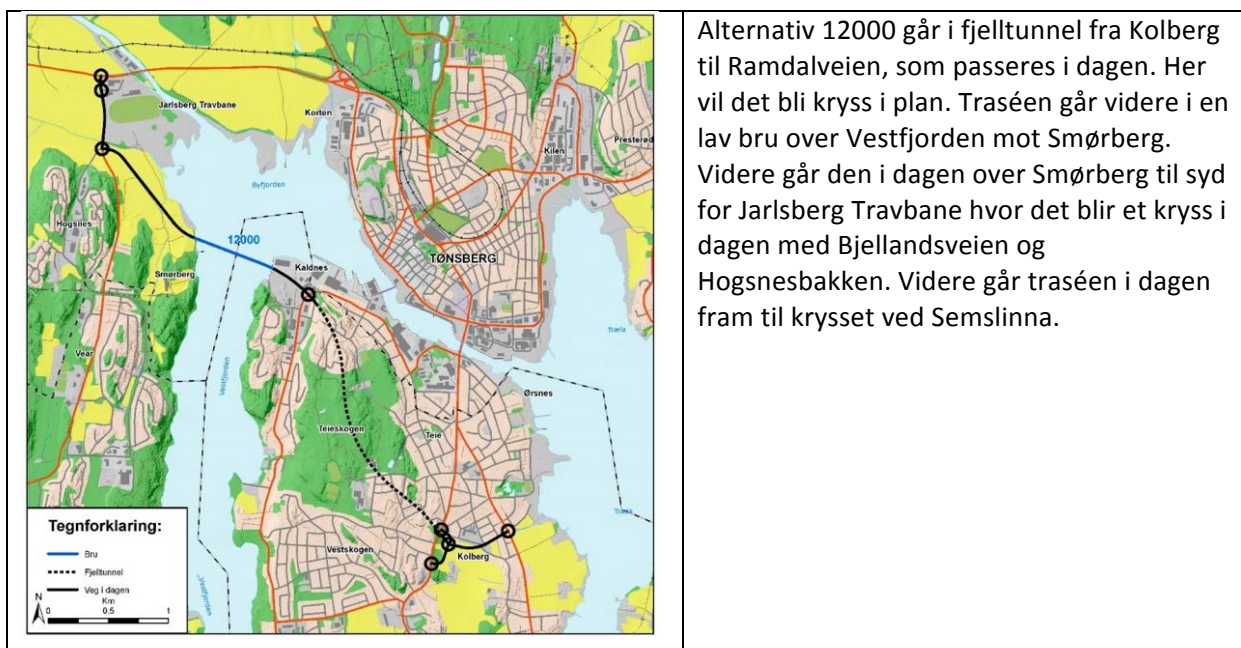 Jarlsberg Travbane
Korten
Presterød
Kilen
Byfjorden
Hogsnes
12000
TØNSBERG
Kaldnes
Smørberg
Træla
Vear
Vestfjorden
Ørsnes
Teieskogen
Teie
Træla
Tegnforklaring:
Bru
Fjelltunnel
Veg i dagen
Vestskogen
Kolberg
Vestfjorden
N
Km
0 0,5 1
Alternativ 12000 går i fjelltunnel fra Kolberg
til Ramdalveien, som passeres i dagen. Her
vil det bli kryss i plan. Traséen går videre i en
lav bru over Vestfjorden mot Smørberg.
Videre går den i dagen over Smørberg til syd
for Jarlsberg Travbane hvor det blir et kryss i
dagen med Bjellandsveien og
Hogsnesbakken. Videre går traséen i dagen
fram til krysset ved Semslinna.